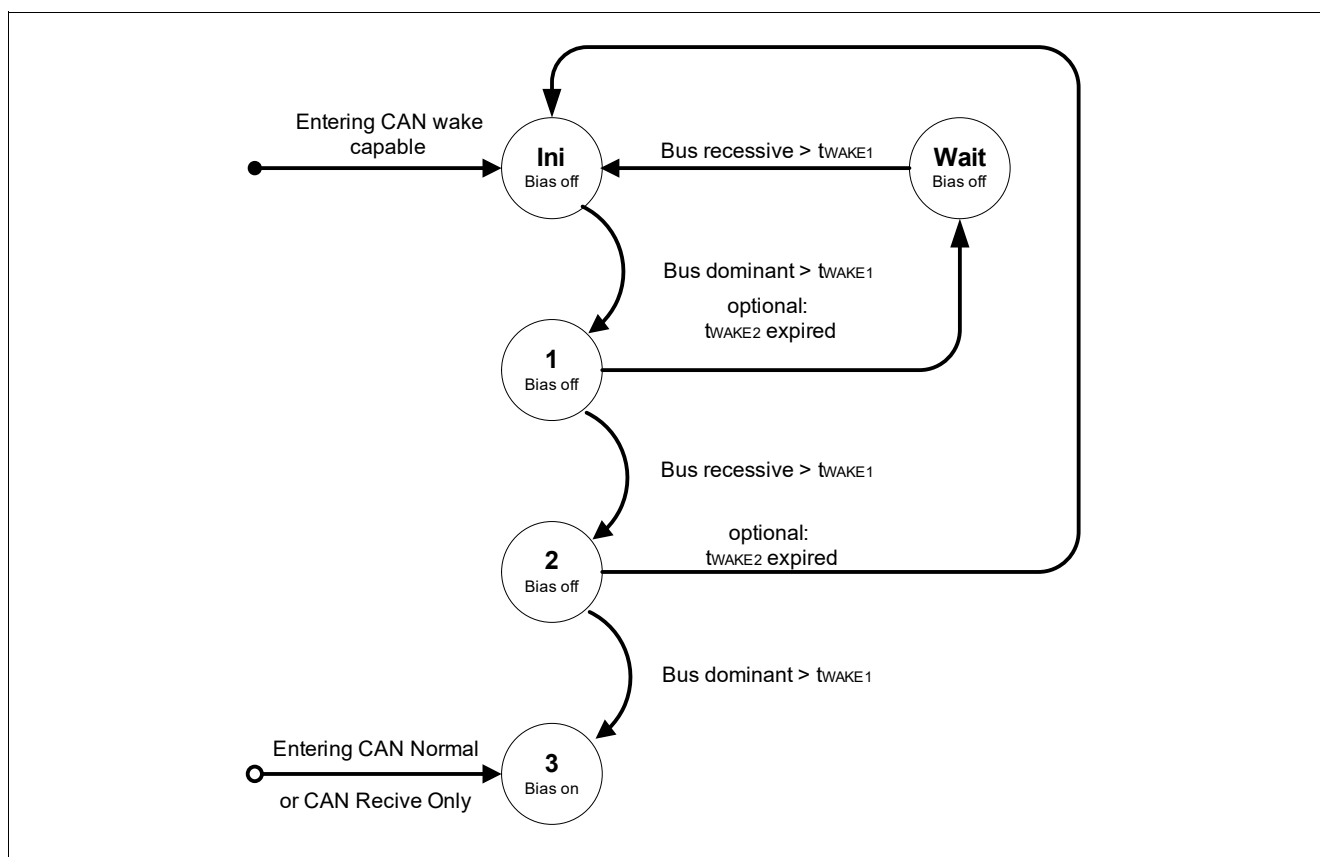 Entering CAN wake
capable
Ini
Bias off
Bus recessive > tWAKE1
Wait
Bias off
Bus dominant > tWAKE1
optional:
tWAKE2 expired
1
Bias off
Bus recessive > tWAKE1
optional:
tWAKE2 expired
2
Bias off
Bus dominant > tWAKE1
Entering CAN Normal
or CAN Recive Only
3
Bias on